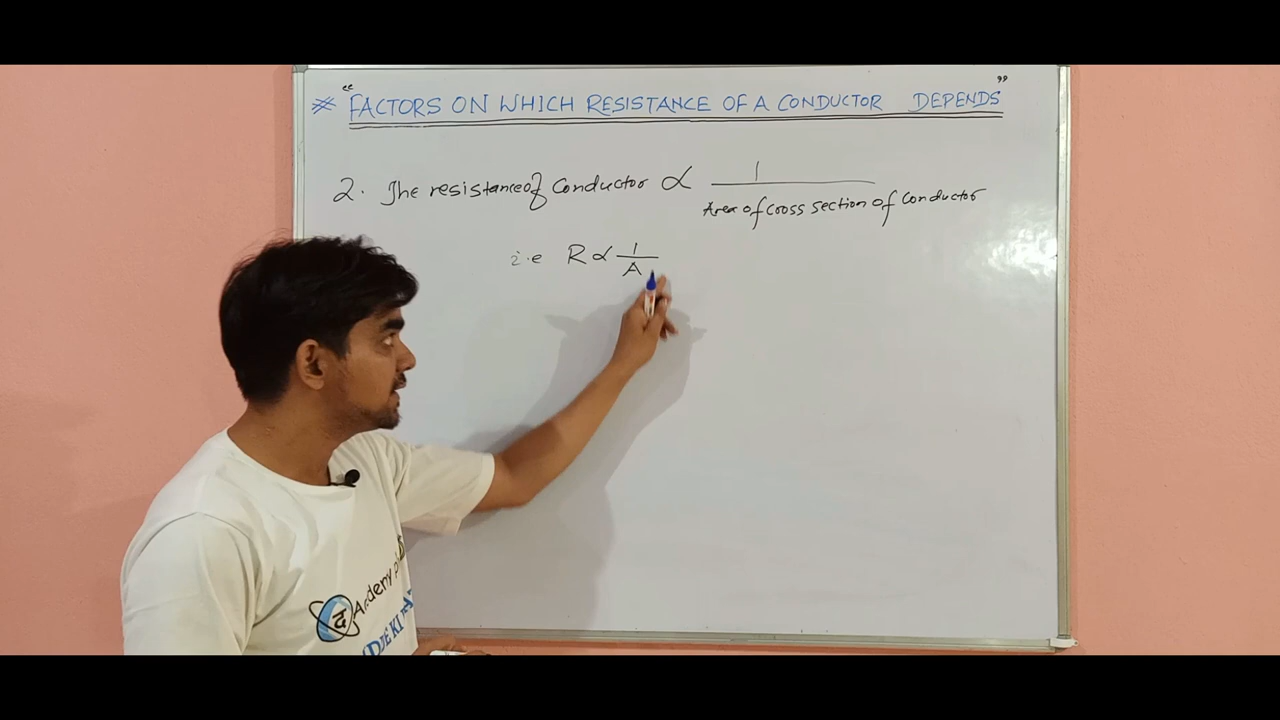 # “FACTORS ON WHICH RESISTANCE OF A CONDUCTOR DEPENDS”
2. The resistance of Conductor ∝ 1 / Area of Cross section of Conductor
i.e R ∝ 1 / A
द Academy